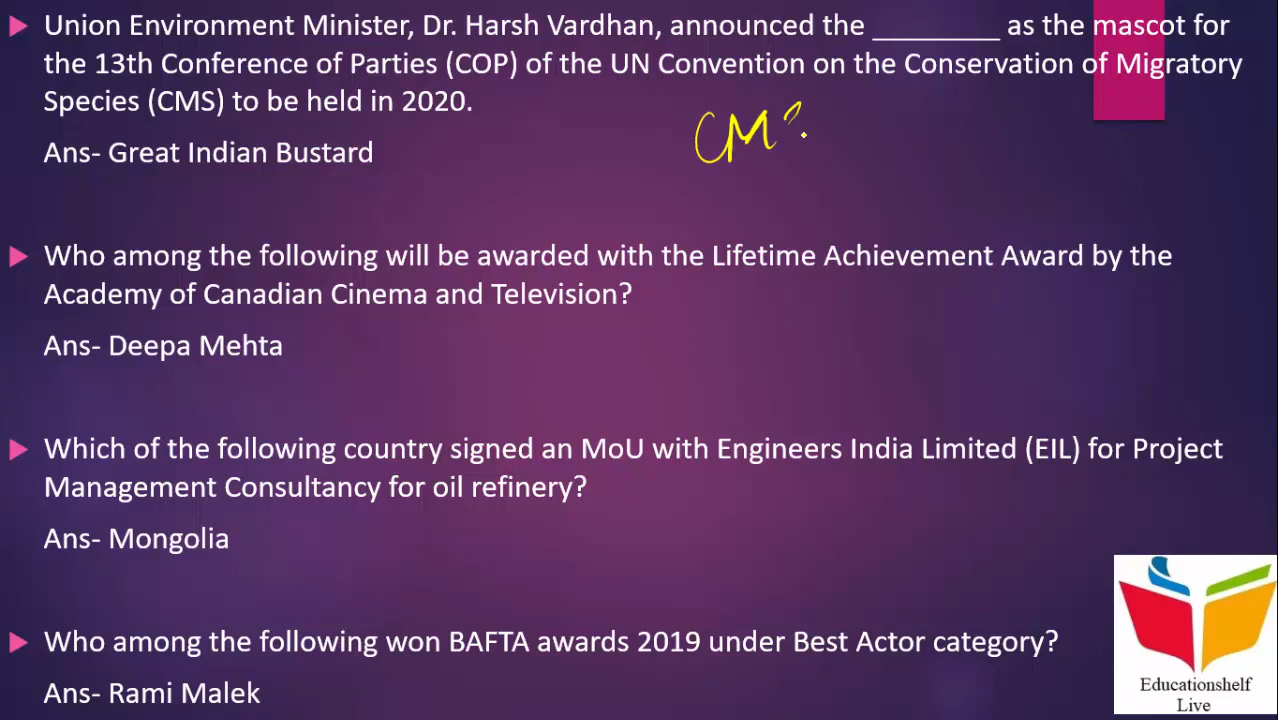 Union Environment Minister, Dr. Harsh Vardhan, announced the ________ as the mascot for
the 13th Conference of Parties (COP) of the UN Convention on the Conservation of Migratory
Species (CMS) to be held in 2020.
CM
Ans- Great Indian Bustard
Who among the following will be awarded with the Lifetime Achievement Award by the
Academy of Canadian Cinema and Television?
Ans- Deepa Mehta
Which of the following country signed an MoU with Engineers India Limited (EIL) for Project
Management Consultancy for oil refinery?
Ans- Mongolia
Who among the following won BAFTA awards 2019 under Best Actor category?
Ans- Rami Malek
Educationshelf
Live